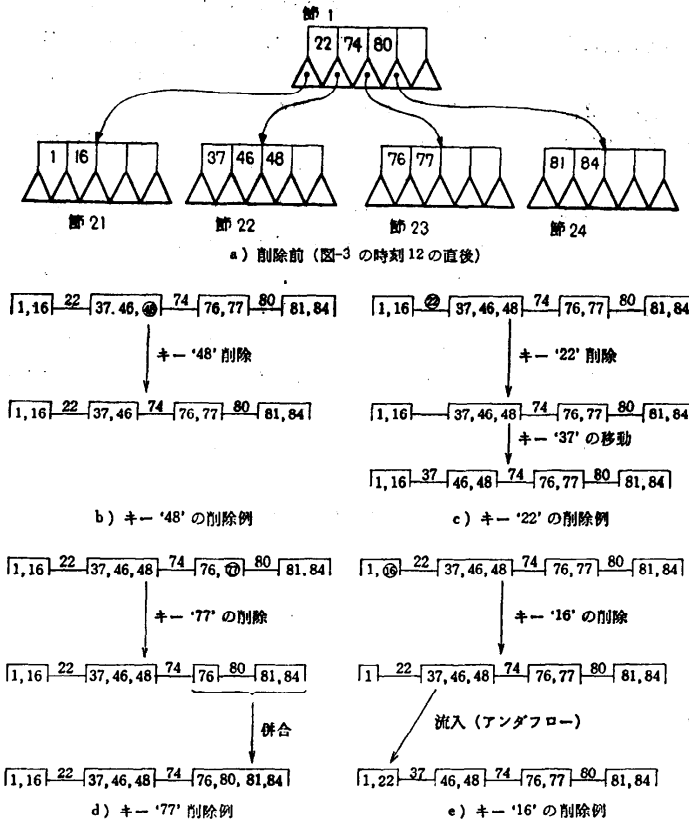 節 1
22 74 80
1 16
37 46 48
76 77
81 84
節 21
節 22
節 23
節 24
a) 削除前 (図-3 の時刻12の直後)
1, 16 22 37. 46, 48 74 76, 77 80 81, 84
キー '48' 削除
1, 16 22 37, 46 74 76, 77 80 81, 84
b) キー '48' の削除例
1, 16 22 37, 46, 48 74 76, 77 80 81, 84
キー '22' 削除
1, 16 37, 46, 48 74 76, 77 80 81, 84
キー '37' の移動
1, 16 37 46, 48 74 76, 77 80 81, 84
c) キー '22' の削除例
1, 16 22 37, 46, 48 74 76, 77 80 81. 84
キー '77' の削除
1, 16 22 37, 46, 48 74 76 80 81, 84
併合
1, 16 22 37, 46, 48 74 76, 80, 81, 84
d) キー '77' 削除例
1, 16 22 37, 46, 48 74 76, 77 80 81, 84
キー '16' の削除
1 22 37, 46, 48 74 76, 77 80 81, 84
流入 (アンダフロー)
1, 22 37 46, 48 74 76, 77 80 81, 84
e) キー '16' の削除例